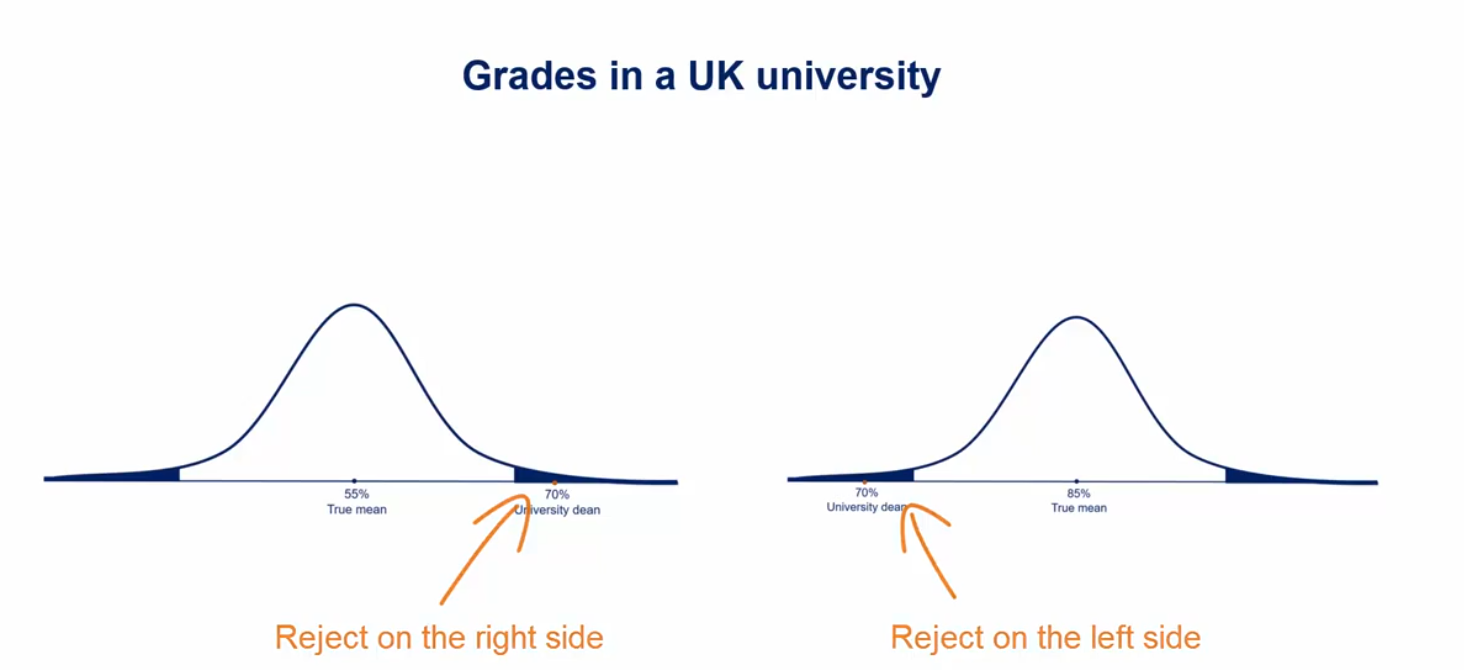 Grades in a UK university
55%
True mean
70%
University dean
70%
University dean
85%
True mean
Reject on the right side
Reject on the left side